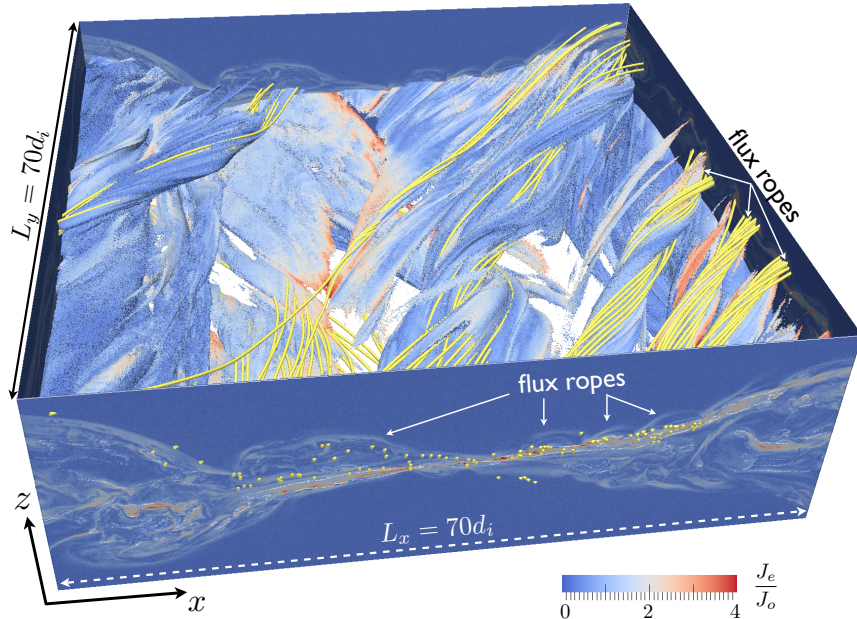 L_y = 70d_i
flux ropes
flux ropes
L_x = 70d_i
z
x
0 2 4
J_e
J_o